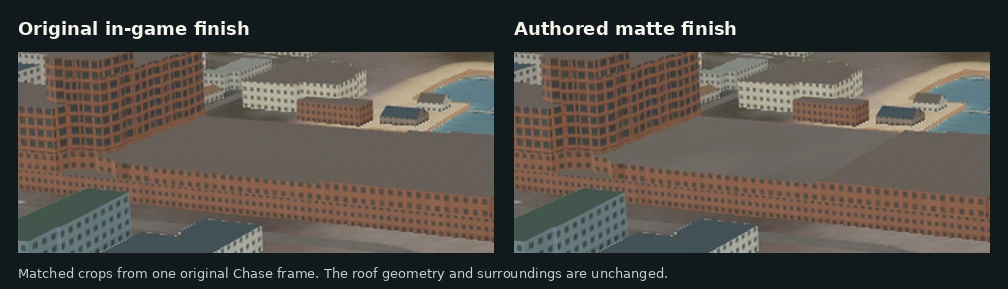 Original in-game finish
Authored matte finish
Matched crops from one original Chase frame. The roof geometry and surroundings are unchanged.